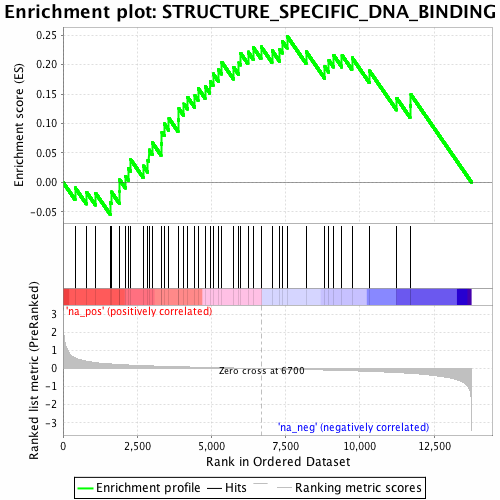 Enrichment plot: STRUCTURE_SPECIFIC_DNA_BINDING
Enrichment score (ES)
0.25
0.20
0.15
0.10
0.05
0.00
-0.05
'na_pos' (positively correlated)
Ranked list metric (PreRanked)
3
2
1
0
-1
-2
-3
Zero cross at 6700
'na_neg' (negatively correlated)
0
2,500
5,000
7,500
10,000
12,500
Rank in Ordered Dataset
Enrichment profile
Hits
Ranking metric scores